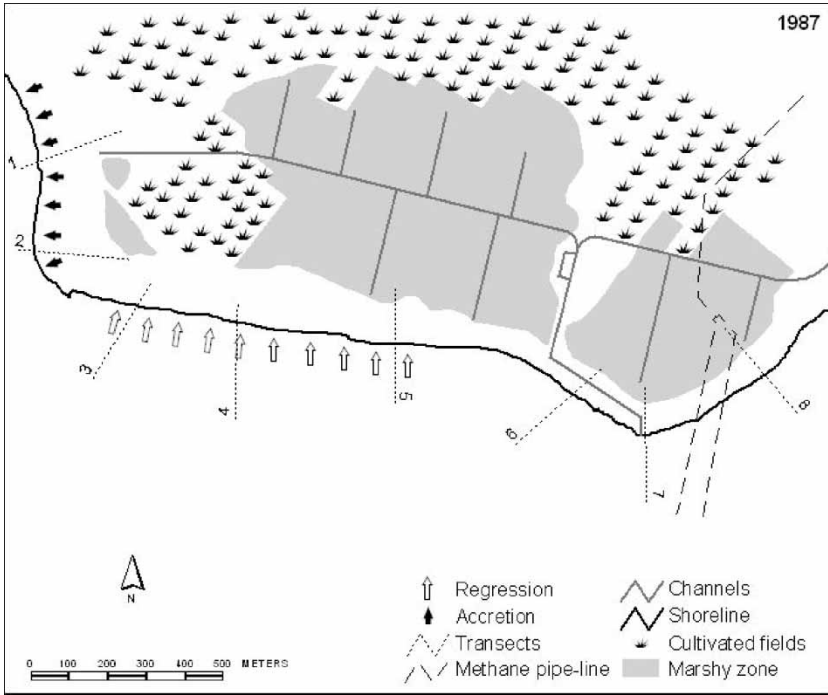 1987
1
2
3
4
5
6
7
8
N
Regression
Accretion
Transects
Methane pipe-line
Channels
Shoreline
Cultivated fields
Marshy zone
0 100 200 300 400 500 METERS